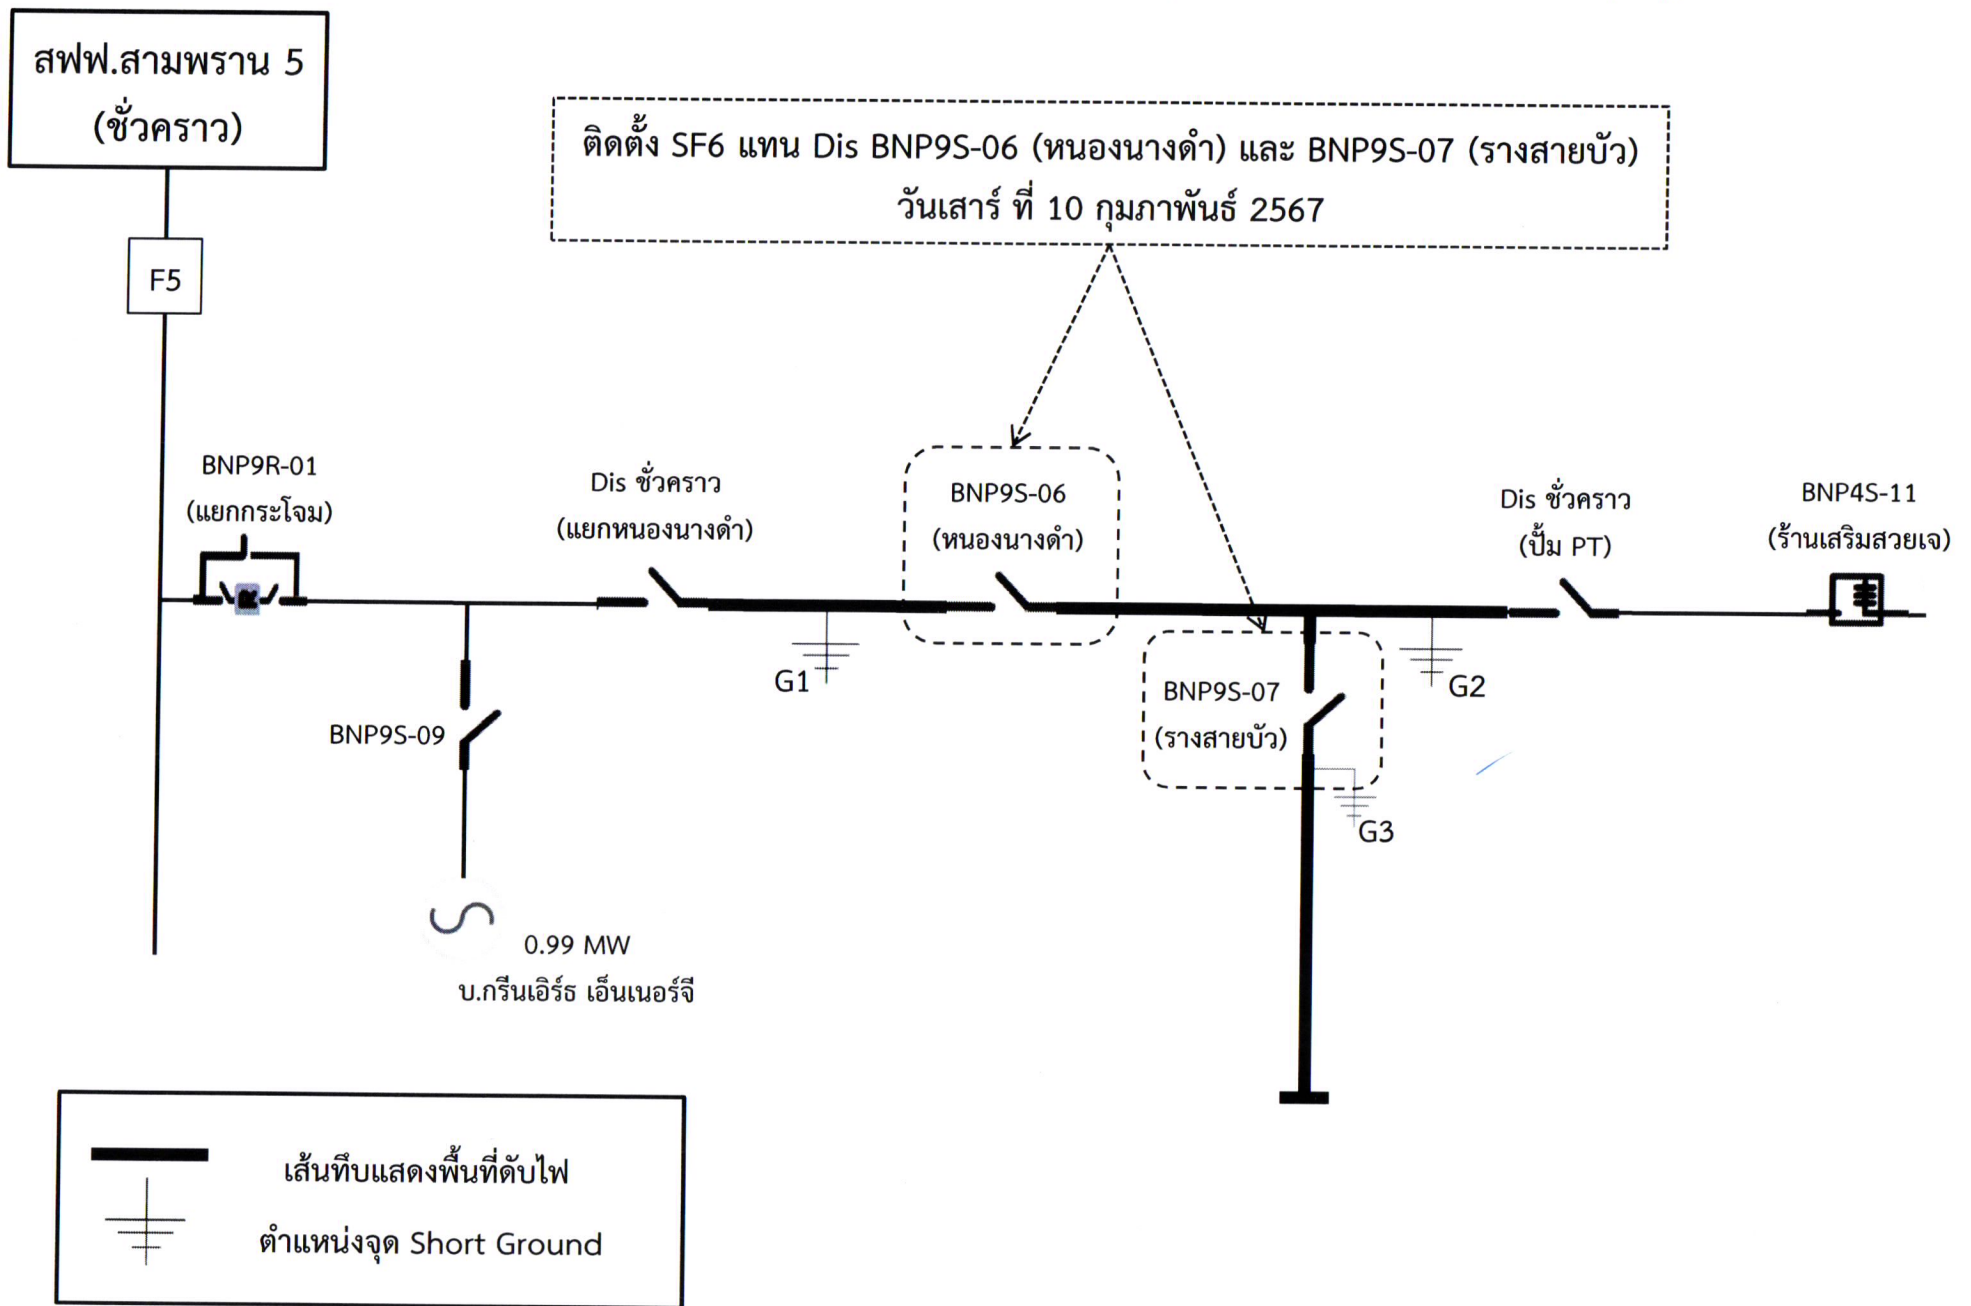 สฟฟ.สามพราน 5
(ชั่วคราว)
F5
ติดตั้ง SF6 แทน Dis BNP9S-06 (หนองนางดำ) และ BNP9S-07 (รางสายบัว)
วันเสาร์ ที่ 10 กุมภาพันธ์ 2567
BNP9R-01
(แยกกระโจม)
R
Dis ชั่วคราว
(แยกหนองนางดำ)
BNP9S-06
(หนองนางดำ)
Dis ชั่วคราว
(ปั้ม PT)
BNP4S-11
(ร้านเสริมสวยเจ)
G1
G2
BNP9S-07
(รางสายบัว)
G3
BNP9S-09
0.99 MW
บ.กรีนเอิร์ธ เอ็นเนอร์จี
เส้นทึบแสดงพื้นที่ดับไฟ
ตำแหน่งจุด Short Ground